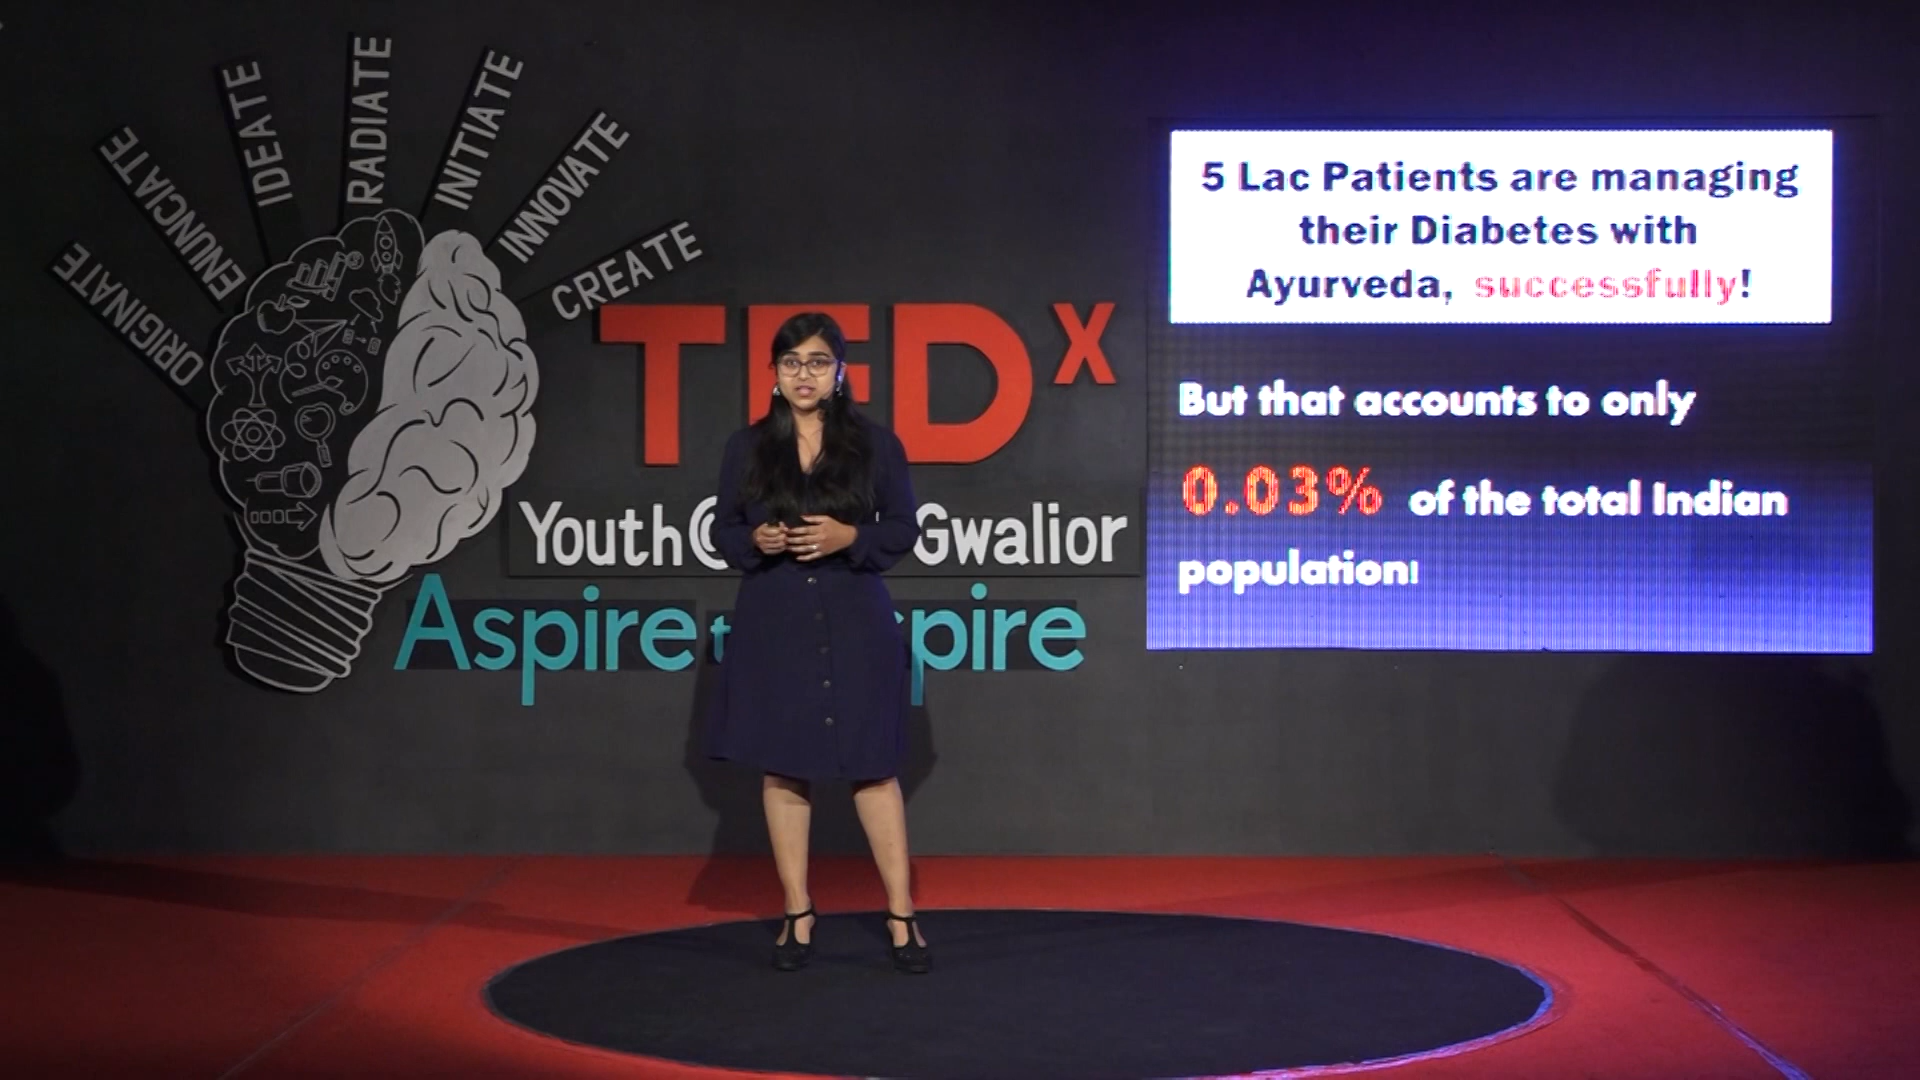 ORIGINATE
ENUNCIATE
IDEATE
RADIATE
INITIATE
INNOVATE
CREATE
TEDx
Youth@ Gwalior
Aspire t spire
5 Lac Patients are managing
their Diabetes with
Ayurveda, successfully!
But that accounts to only
0.03% of the total Indian
population!